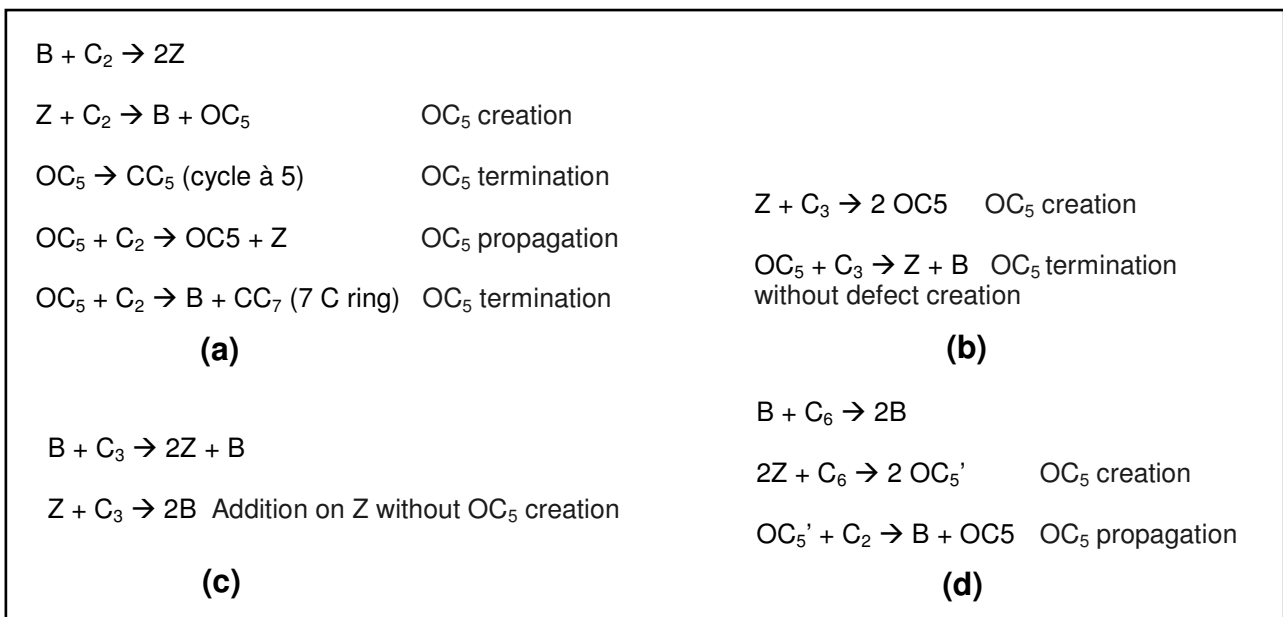 B + C₂ → 2Z
Z + C₂ → B + OC₅ OC₅ creation
OC₅ → CC₅ (cycle à 5) OC₅ termination
OC₅ + C₂ → OC5 + Z OC₅ propagation
OC₅ + C₂ → B + CC₇ (7 C ring) OC₅ termination
(a)
Z + C₃ → 2 OC5 OC₅ creation
OC₅ + C₃ → Z + B OC₅ termination
without defect creation
(b)
B + C₃ → 2Z + B
Z + C₃ → 2B Addition on Z without OC₅ creation
(c)
B + C₆ → 2B
2Z + C₆ → 2 OC₅’ OC₅ creation
OC₅’ + C₂ → B + OC5 OC₅ propagation
(d)